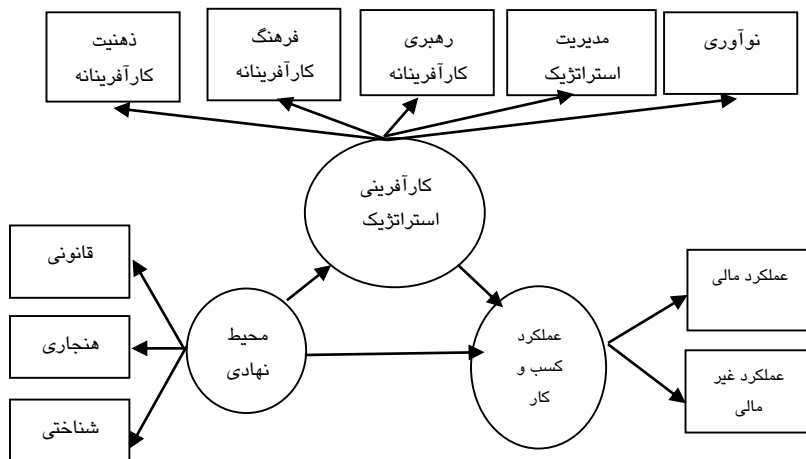 نوآوری
مدیریت
استراتژیک
رهبری
کارآفرینانه
فرهنگ
کارآفرینانه
ذهنیت
کارآفرینانه
کارآفرینی
استراتژیک
عملکرد مالی
عملکرد غیر
مالی
عملکرد
کسب و
کار
محیط
نهادی
قانونی
هنجاری
شناختی